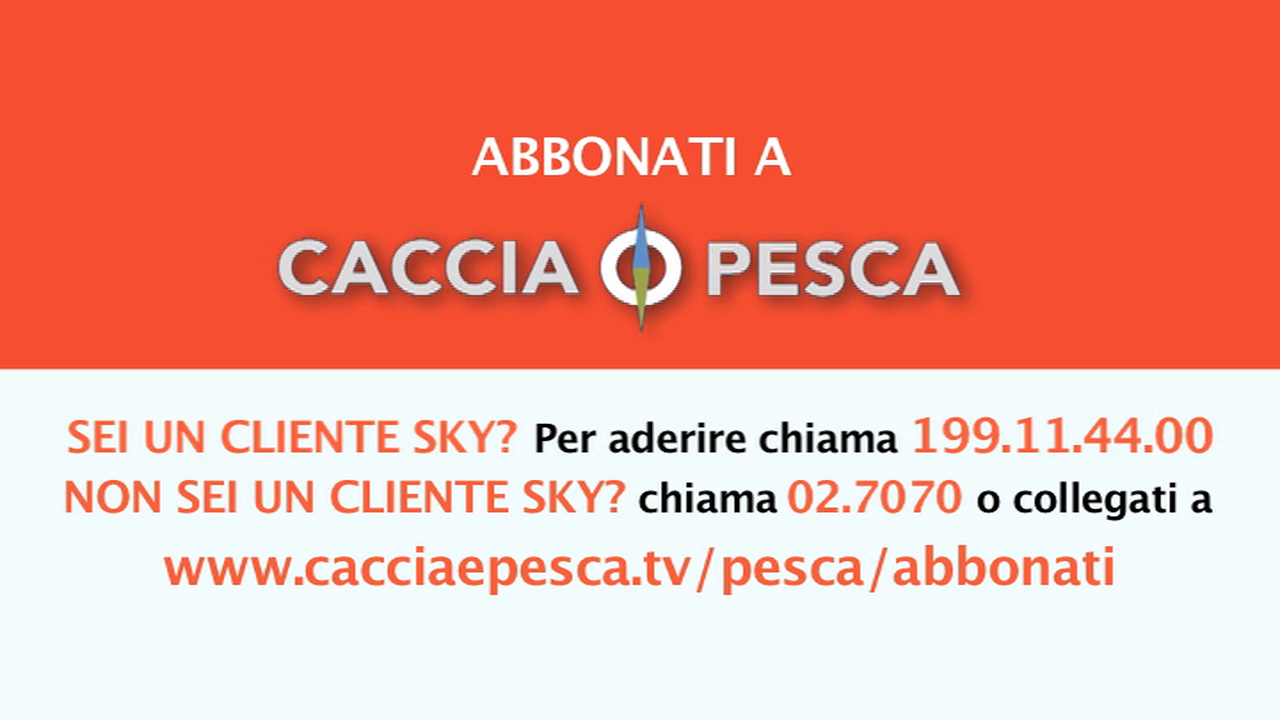 ABBONATI A
CACCIA PESCA
SEI UN CLIENTE SKY? Per aderire chiama 199.11.44.00
NON SEI UN CLIENTE SKY? chiama 02.7070 o collegati a
www.cacciaepesca.tv/pesca/abbonati